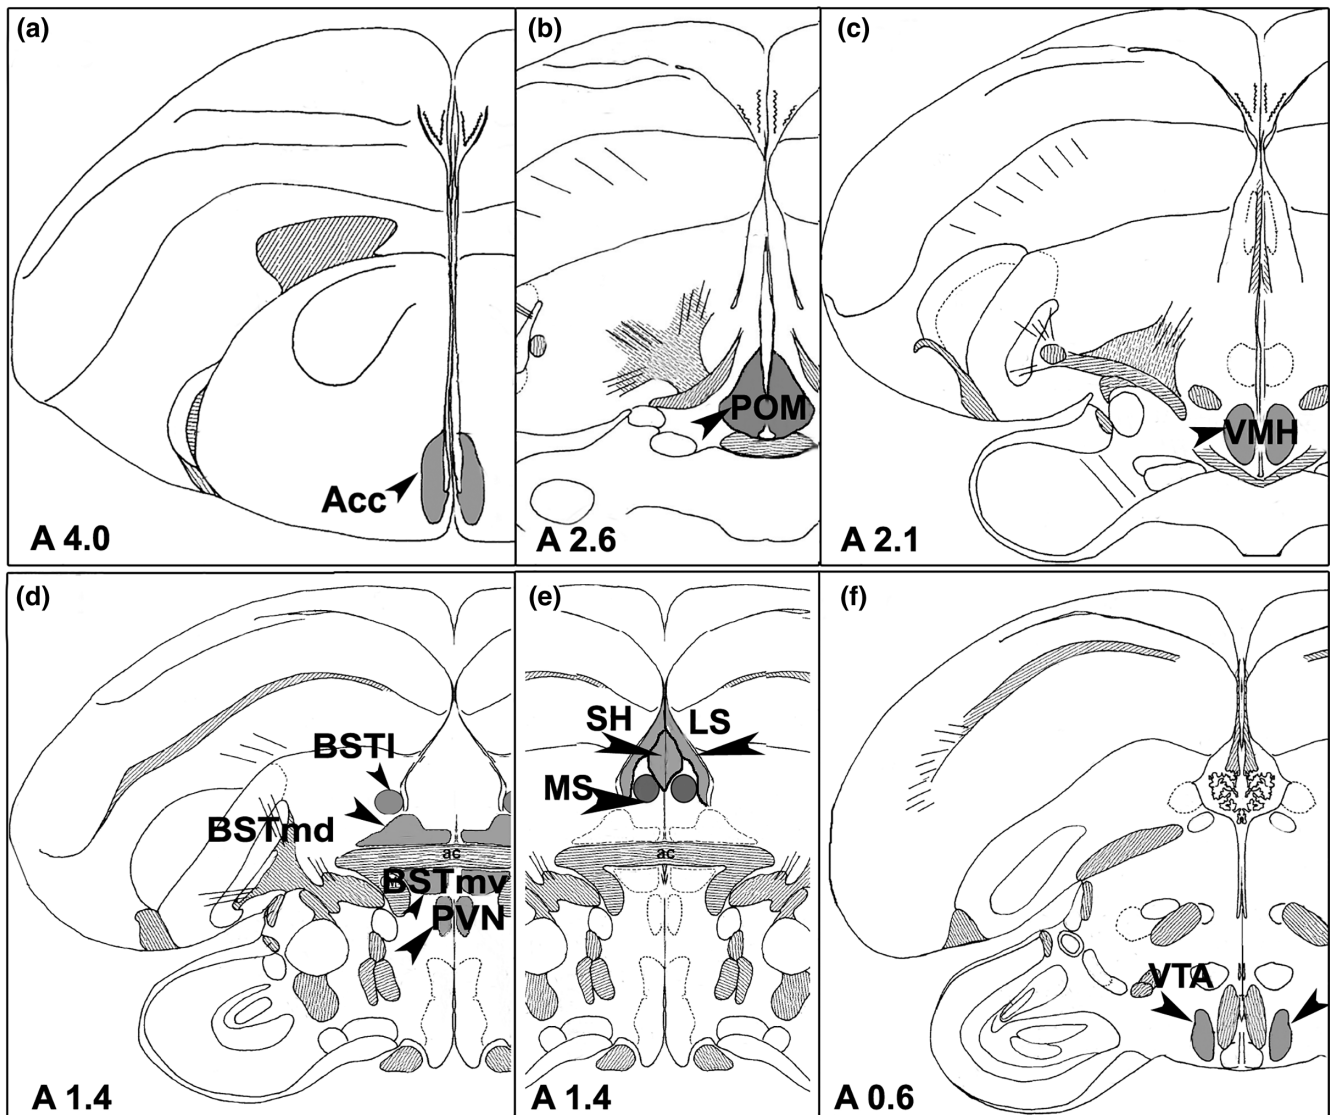 (a)
Acc
A 4.0
(b)
POM
A 2.6
(c)
VMH
A 2.1
(d)
BSTl
BSTmd
ac
BSTmv
PVN
A 1.4
(e)
SH LS
MS
ac
A 1.4
(f)
VTA
A 0.6